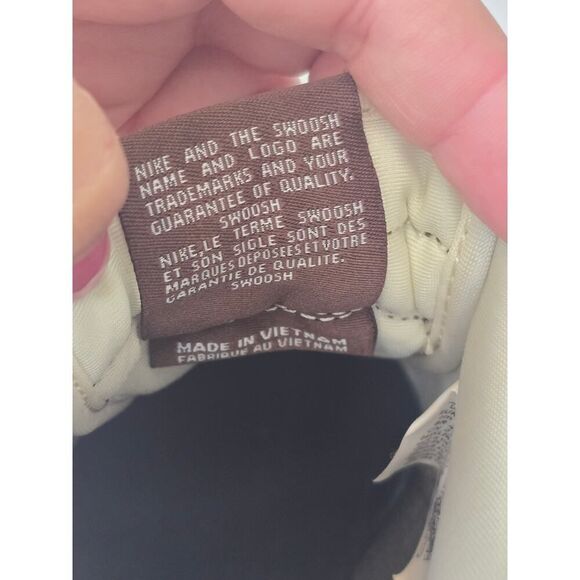 NIKE AND THE SWOOSH
NAME AND LOGO ARE
TRADEMARKS AND YOUR
GUARANTEE OF QUALITY.
SWOOSH
NIKE, LE TERME SWOOSH
ET SON SIGLE SONT DES
MARQUES DEPOSEES ET VOTRE
GARANTIE DE QUALITE.
SWOOSH
MADE IN VIETNAM
FABRIQUE AU VIETNAM